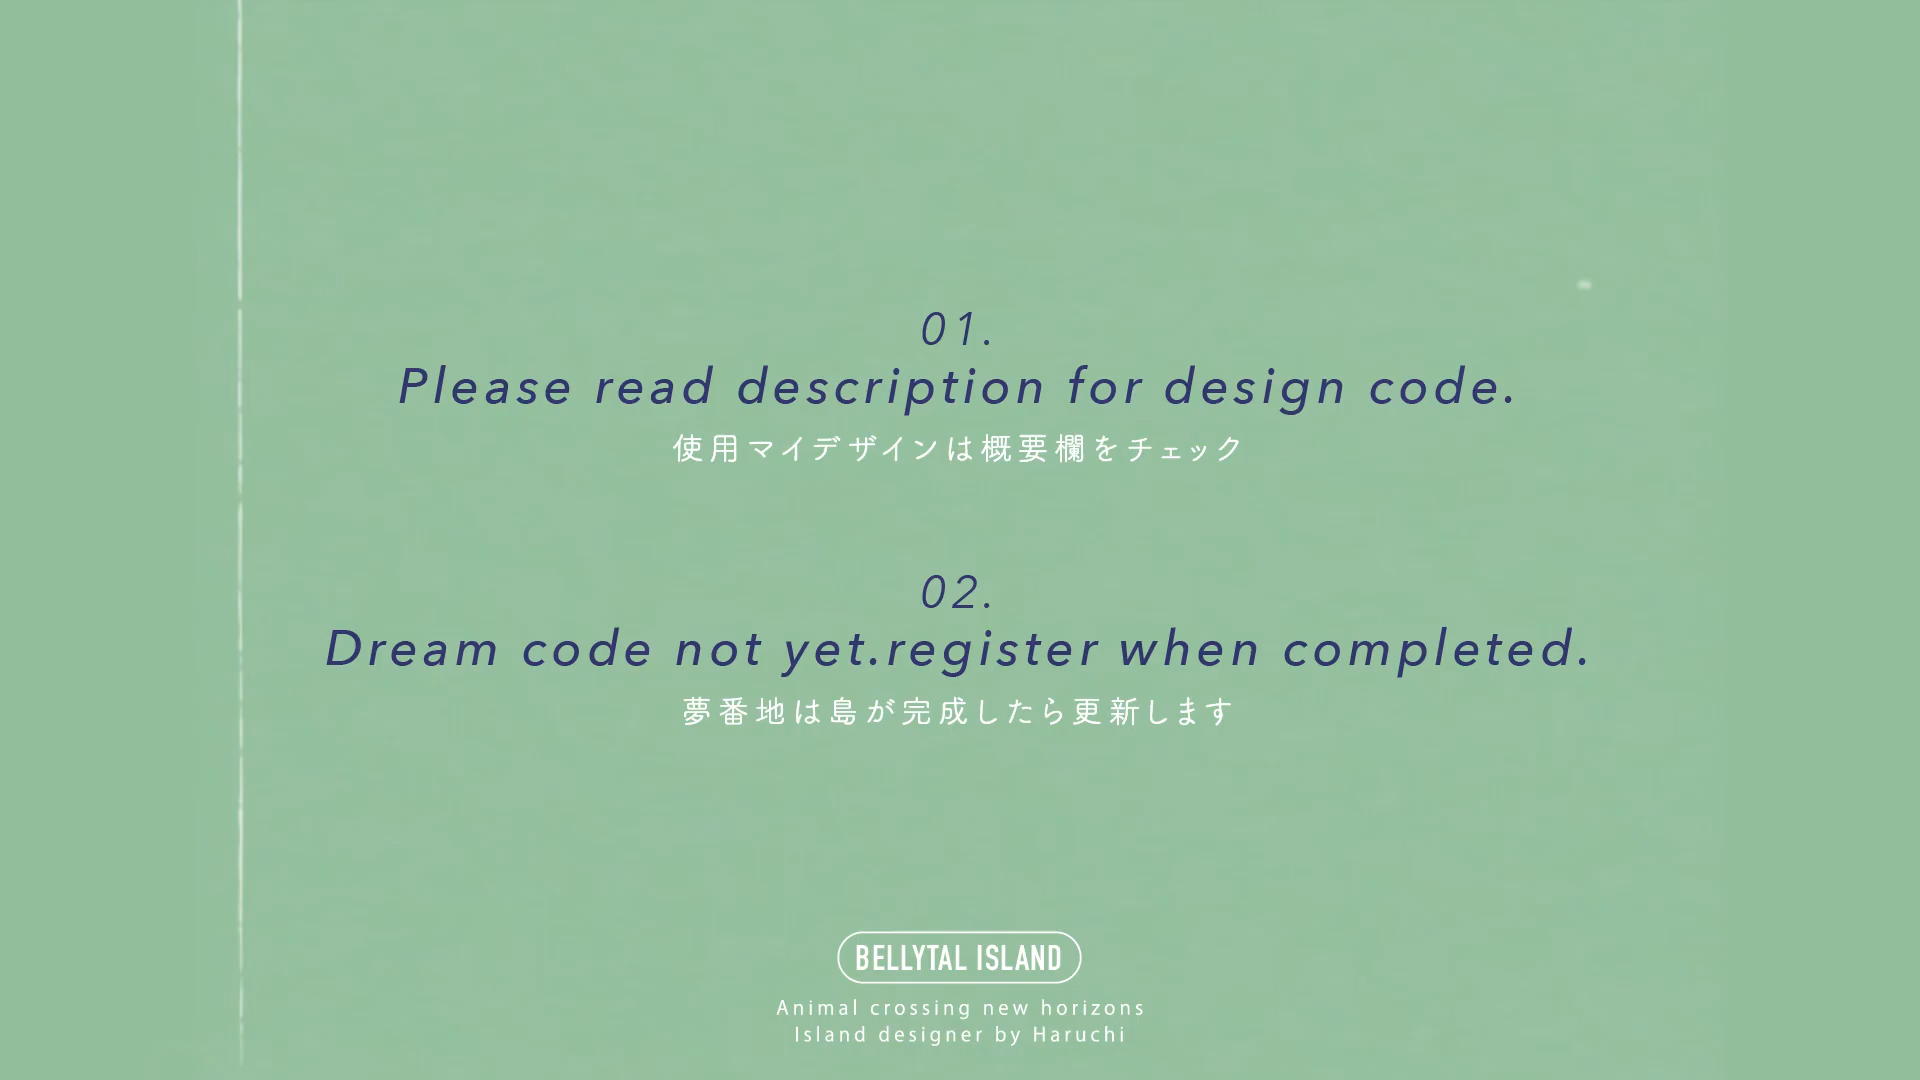 01.
Please read description for design code.
使用マイデザインは概要欄をチェック
02.
Dream code not yet.register when completed.
夢番地は島が完成したら更新します
BELLYTAL ISLAND
Animal crossing new horizons
Island designer by Haruchi